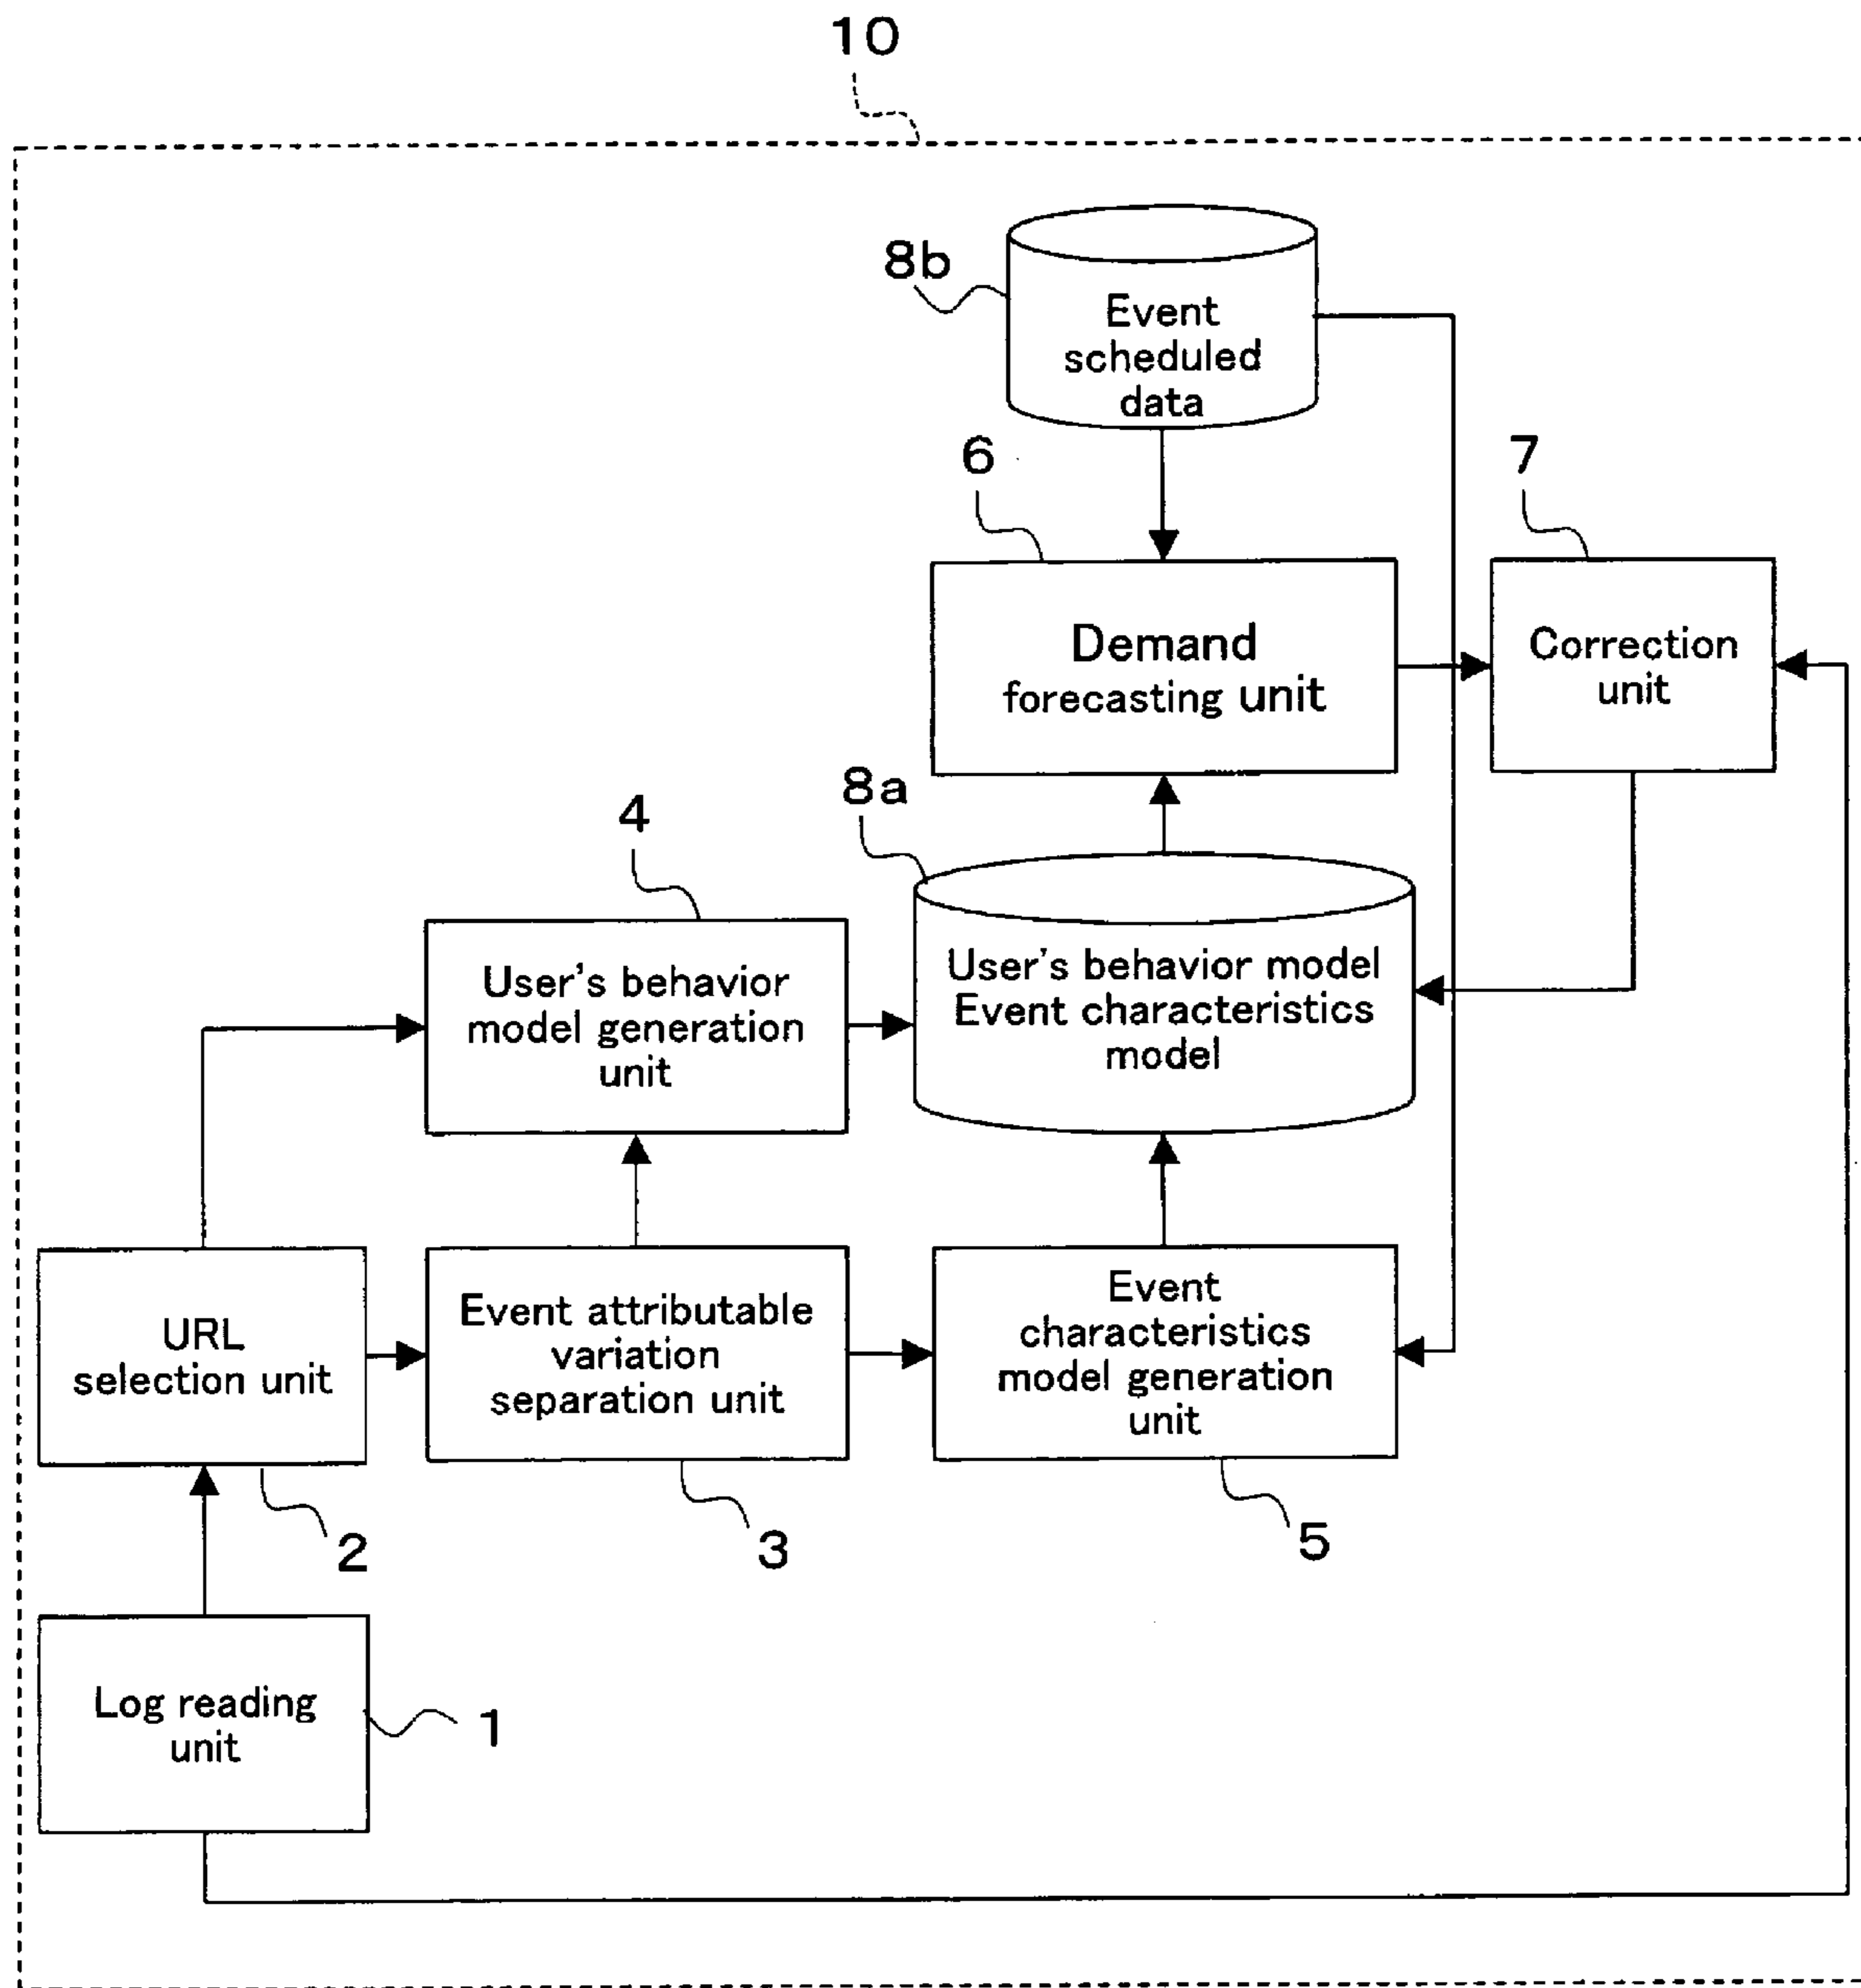 10
8b
Event
scheduled
data
6
7
Demand
forecasting unit
Correction
unit
8a
4
User's behavior
model generation
unit
User's behavior model
Event characteristics
model
URL
selection unit
Event attributable
variation
separation unit
Event
characteristics
model generation
unit
2
3
5
Log reading
unit
1